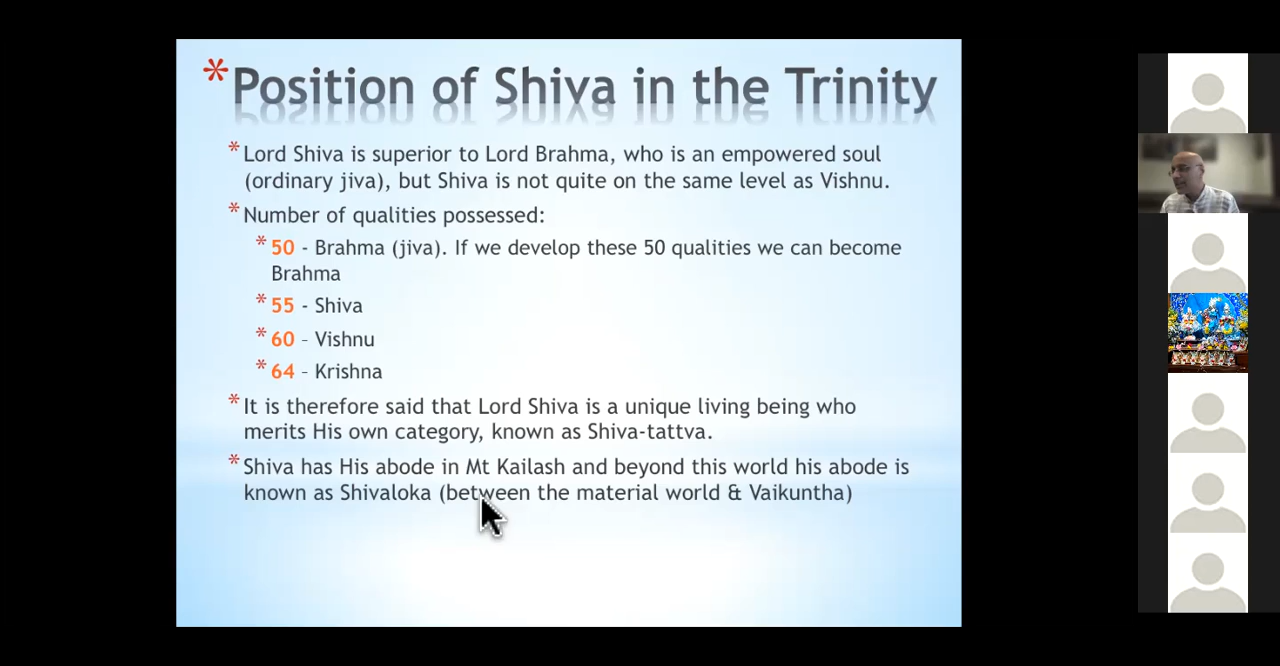 * Position of Shiva in the Trinity
* Lord Shiva is superior to Lord Brahma, who is an empowered soul
(ordinary jiva), but Shiva is not quite on the same level as Vishnu.
* Number of qualities possessed:
* 50 - Brahma (jiva). If we develop these 50 qualities we can become
Brahma
* 55 - Shiva
* 60 – Vishnu
* 64 – Krishna
* It is therefore said that Lord Shiva is a unique living being who
merits His own category, known as Shiva-tattva.
* Shiva has His abode in Mt Kailash and beyond this world his abode is
known as Shivaloka (between the material world & Vaikuntha)